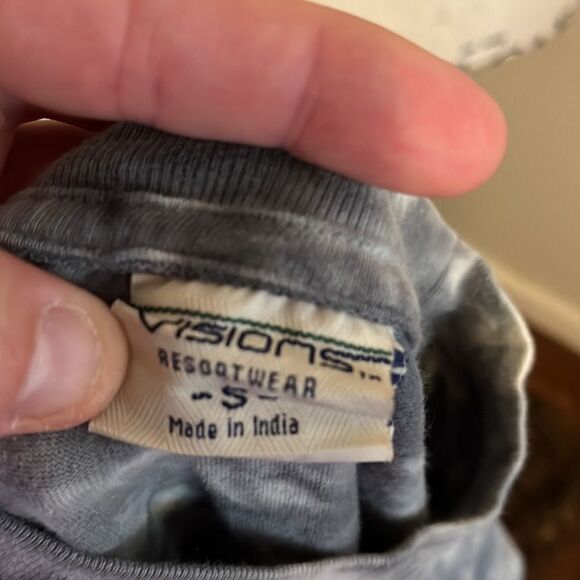 VISIONS
RESORTWEAR
-S-
Made in India